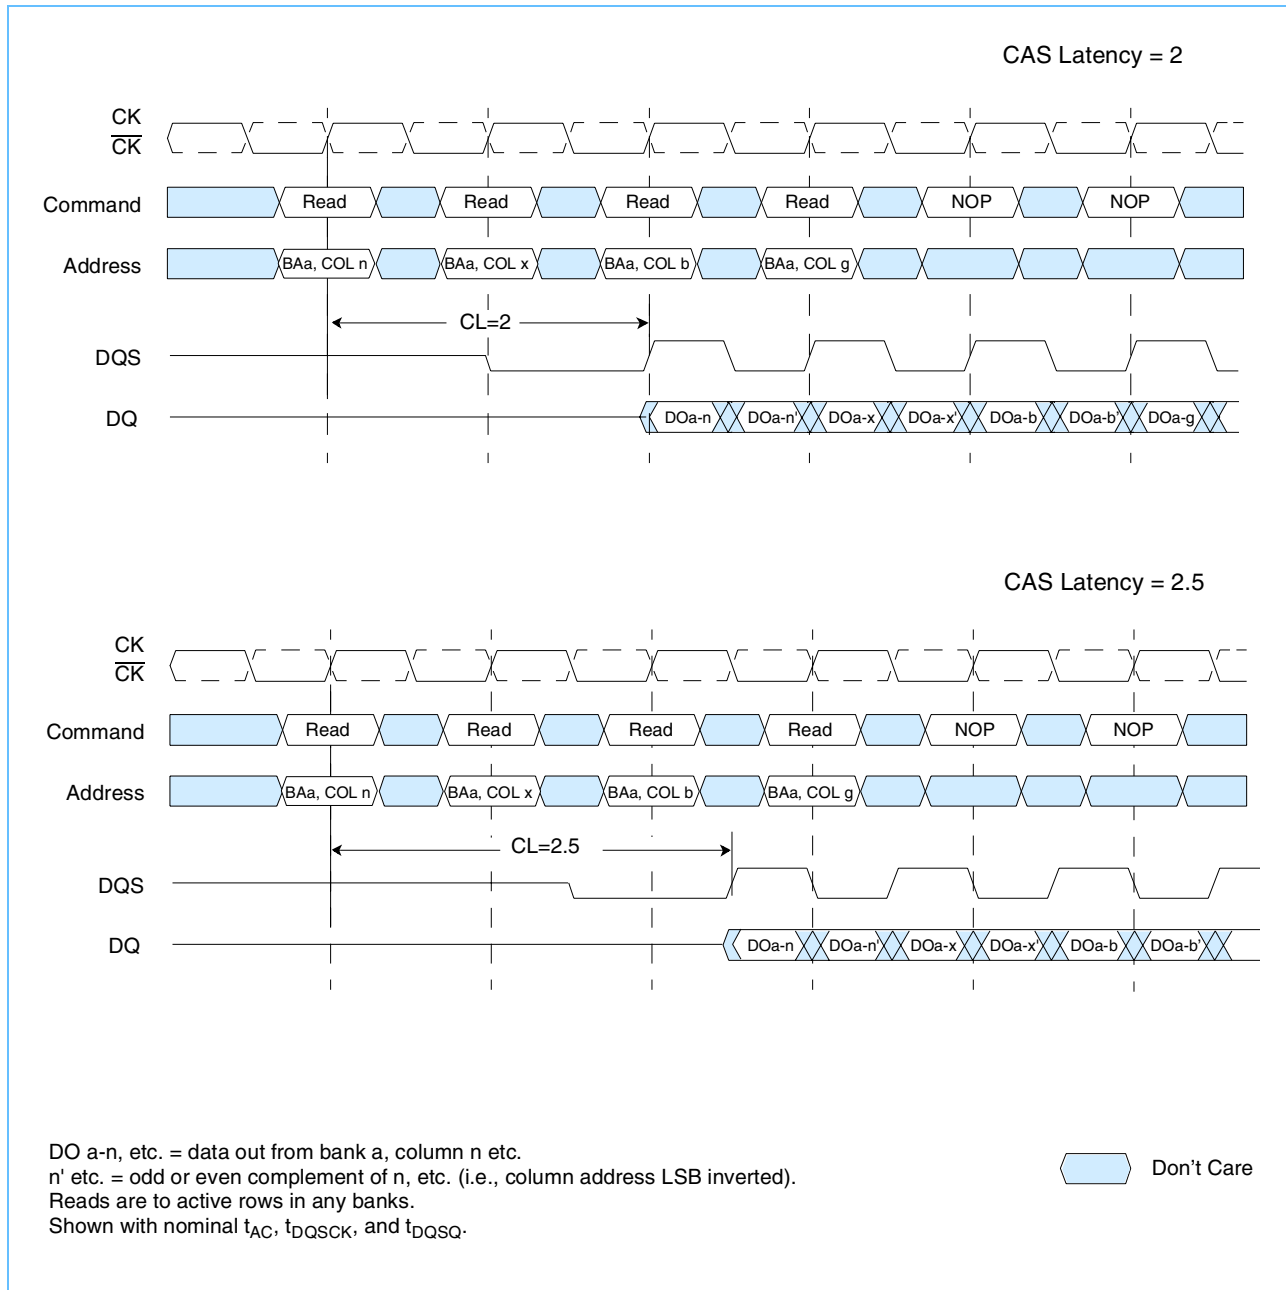 CAS Latency = 2
CK
CK
Command
Read Read Read Read NOP NOP
Address
BAa, COL n BAa, COL x BAa, COL b BAa, COL g
CL=2
DQS
DQ
DOa-n DOa-n' DOa-x DOa-x' DOa-b DOa-b' DOa-g
CAS Latency = 2.5
CK
CK
Command
Read Read Read Read NOP NOP
Address
BAa, COL n BAa, COL x BAa, COL b BAa, COL g
CL=2.5
DQS
DQ
DOa-n DOa-n' DOa-x DOa-x' DOa-b DOa-b'
DO a-n, etc. = data out from bank a, column n etc.
n' etc. = odd or even complement of n, etc. (i.e., column address LSB inverted).
Reads are to active rows in any banks.
Shown with nominal tAC, tDQSCK, and tDQSQ.
Don't Care